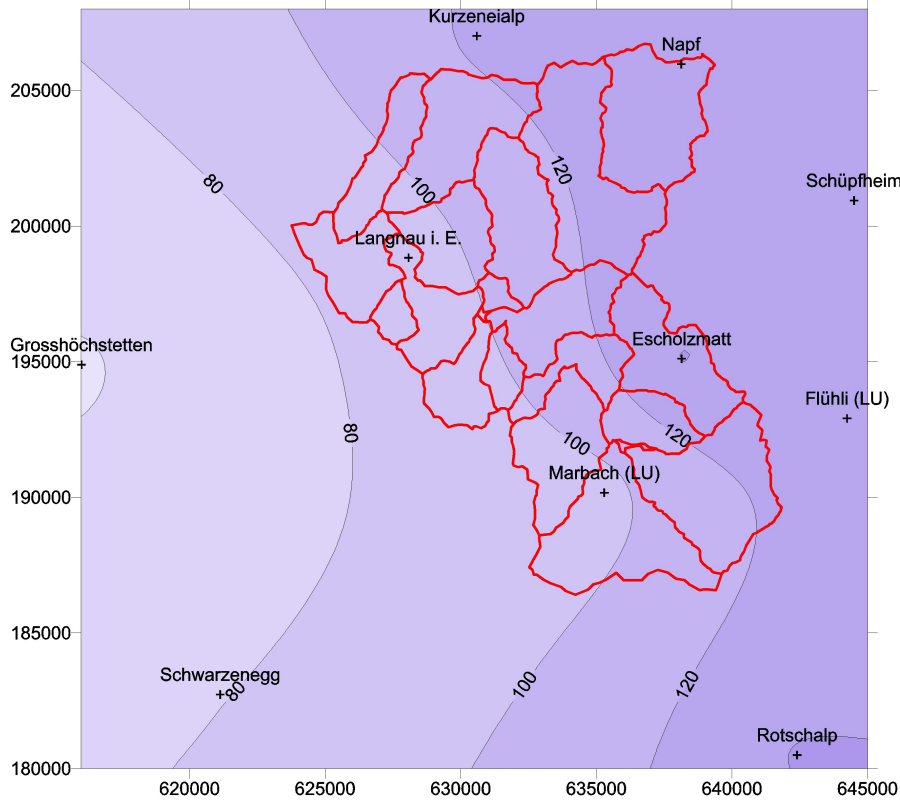 Kurzeneialp
Napf
205000
120
80
100
Schüpfheim
200000
Langnau i. E.
Grosshöchstetten
195000
Escholzmatt
Flühli (LU)
80
100
120
Marbach (LU)
190000
185000
Schwarzenegg
80
100
120
Rotschalp
180000
620000
625000
630000
635000
640000
645000